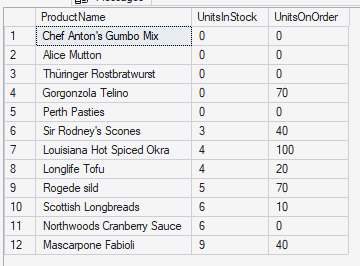 ProductName UnitsInStock UnitsOnOrder
1 Chef Anton's Gumbo Mix 0 0
2 Alice Mutton 0 0
3 Thüringer Rostbratwurst 0 0
4 Gorgonzola Telino 0 70
5 Perth Pasties 0 0
6 Sir Rodney's Scones 3 40
7 Louisiana Hot Spiced Okra 4 100
8 Longlife Tofu 4 20
9 Rogede sild 5 70
10 Scottish Longbreads 6 10
11 Northwoods Cranberry Sauce 6 0
12 Mascarpone Fabioli 9 40